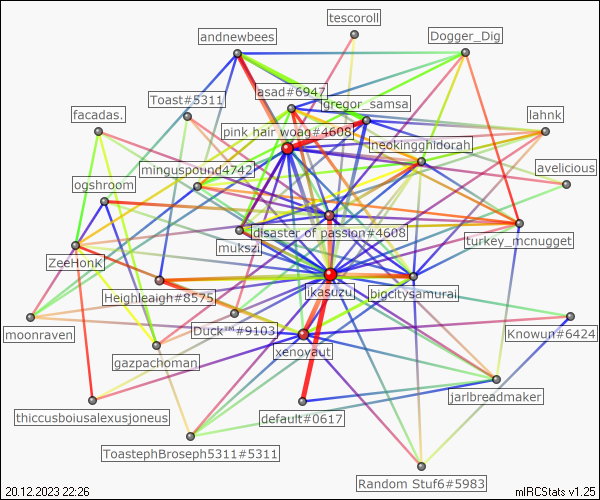 tescoroll
andnewbees
Dogger_Dig
asad#6947
Toast#5311
gregor_samsa
facadas.
lahnk
pink hair woag#4608
neokingghidorah
minguspound4742
avelicious
ogshroom
disaster of passion#4608
mukszi
turkey_mcnugget
ZeeHonk
Heighleaigh#8575
ikasuzu
bigcitysamurai
moonraven
Duck™#9103
Knowun#6424
gazpachoman
xenoyaut
jarlbreadmaker
thiccusboiusalexusjoneus
default#0617
ToastephBroseph5311#5311
Random Stuf6#5983
20.12.2023 22:26
mIRCStats v1.25